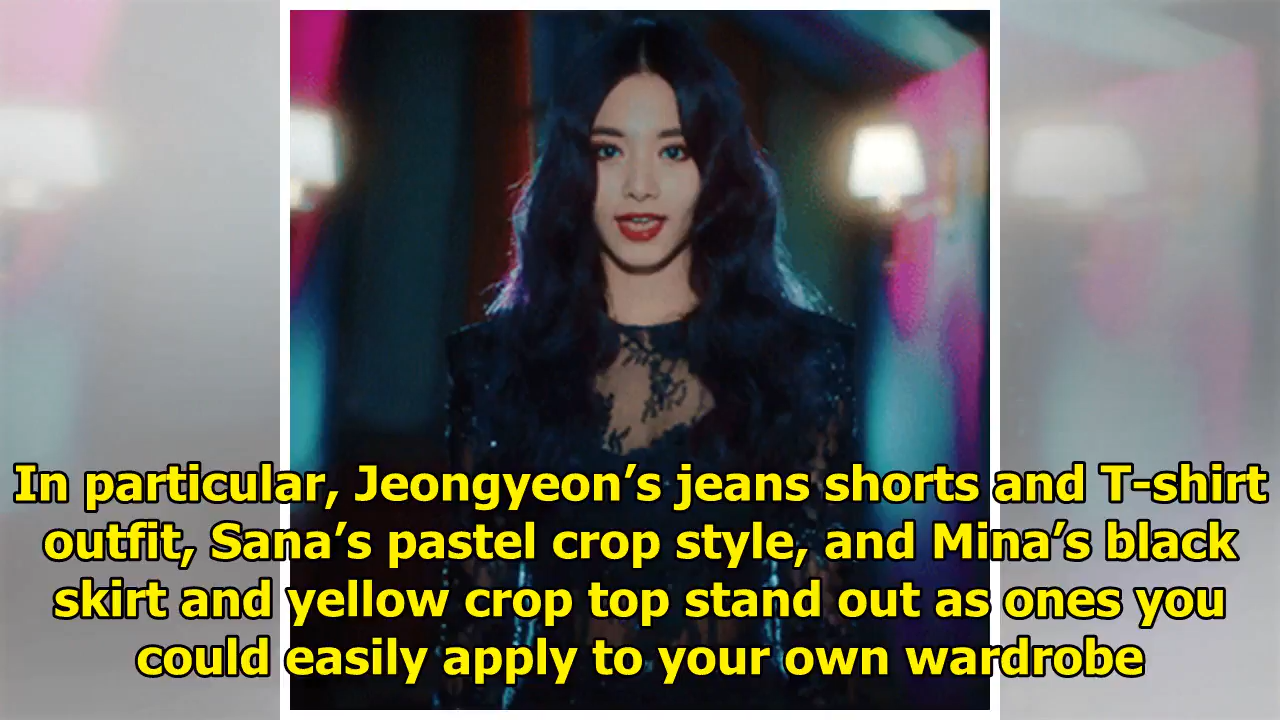 In particular, Jeongyeon’s jeans shorts and T-shirt
outfit, Sana’s pastel crop style, and Mina’s black
skirt and yellow crop top stand out as ones you
could easily apply to your own wardrobe